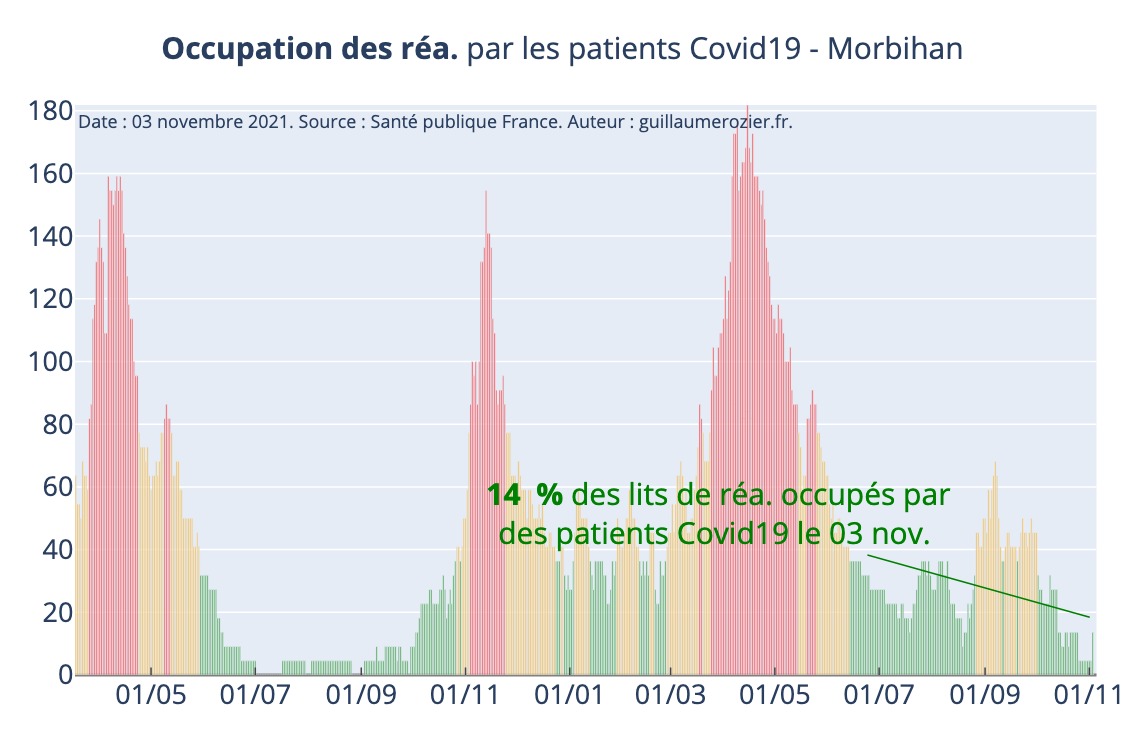 Occupation des réa. par les patients Covid19 - Morbihan
180
Date : 03 novembre 2021. Source : Santé publique France. Auteur : guillaumerozier.fr.
160
140
120
100
80
60
14 % des lits de réa. occupés par
des patients Covid19 le 03 nov.
40
20
0
01/05 01/07 01/09 01/11 01/01 01/03 01/05 01/07 01/09 01/11